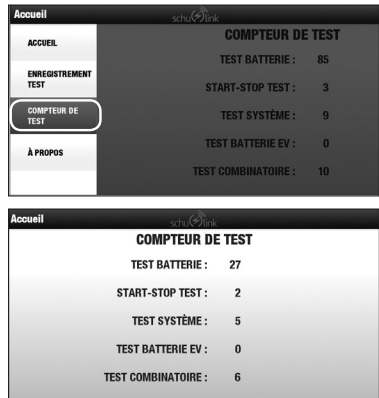 Accueil
schu link
ACCUEIL
ENREGISTREMENT
TEST
COMPTEUR DE
TEST
À PROPOS
COMPTEUR DE TEST
TEST BATTERIE : 85
START-STOP TEST : 3
TEST SYSTÈME : 9
TEST BATTERIE EV : 0
TEST COMBINATOIRE : 10
Accueil
schu link
COMPTEUR DE TEST
TEST BATTERIE : 27
START-STOP TEST : 2
TEST SYSTÈME : 5
TEST BATTERIE EV : 0
TEST COMBINATOIRE : 6